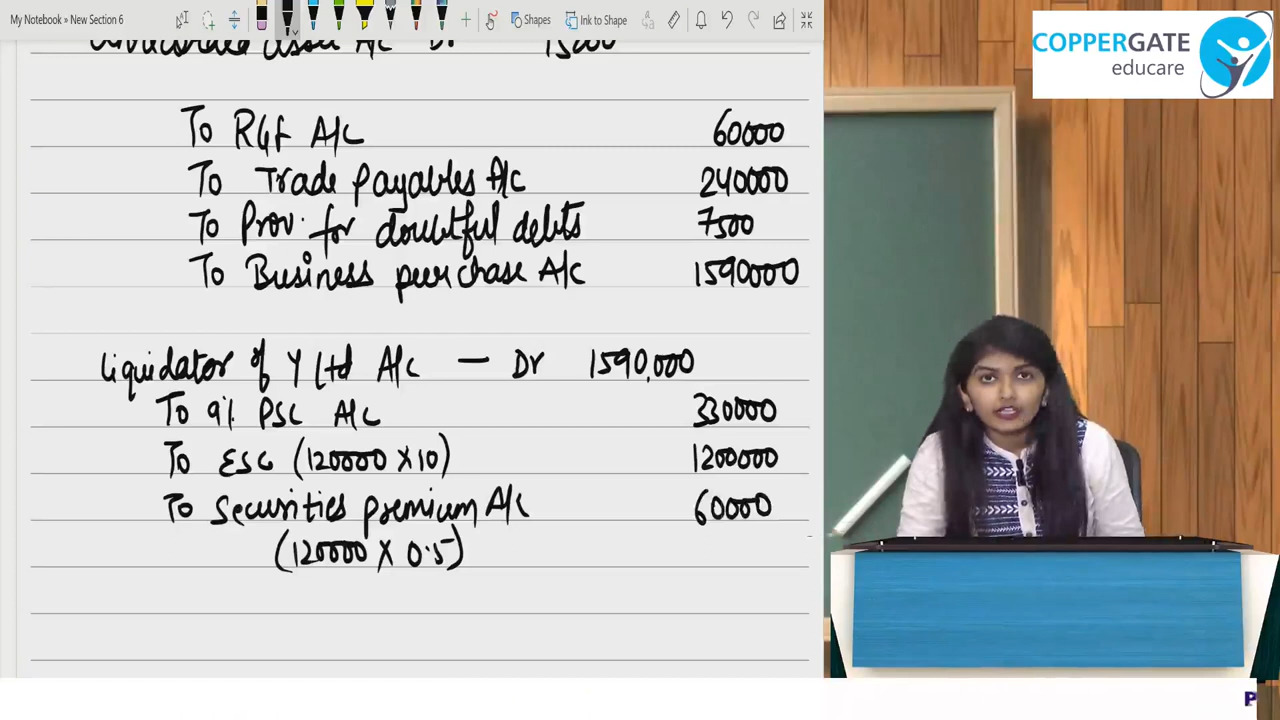 My Notebook » New Section 6
Shapes
Ink to Shape
COPPERGATE
educare
A/c Dr 15000
To RGF A/c 60000
To Trade payables A/c 240000
To Prov. for doubtful debts 7500
To Business purchase A/c 1590000
Liquidator of Y Ltd A/c — Dr 1590,000
To 9% PSC A/c 330000
To ESC (120000 X 10) 1200000
To Securities premium A/c 60000
(120000 X 0.5)
P